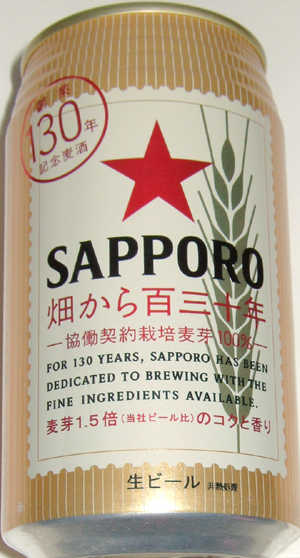 創業
130年
記念麦酒
SAPPORO
畑から百三十年
協働契約栽培麦芽100%
FOR 130 YEARS, SAPPORO HAS BEEN
DEDICATED TO BREWING WITH THE
FINE INGREDIENTS AVAILABLE.
麦芽1.5倍(当社ビール比)のコクと香り
生ビール 非熱処理